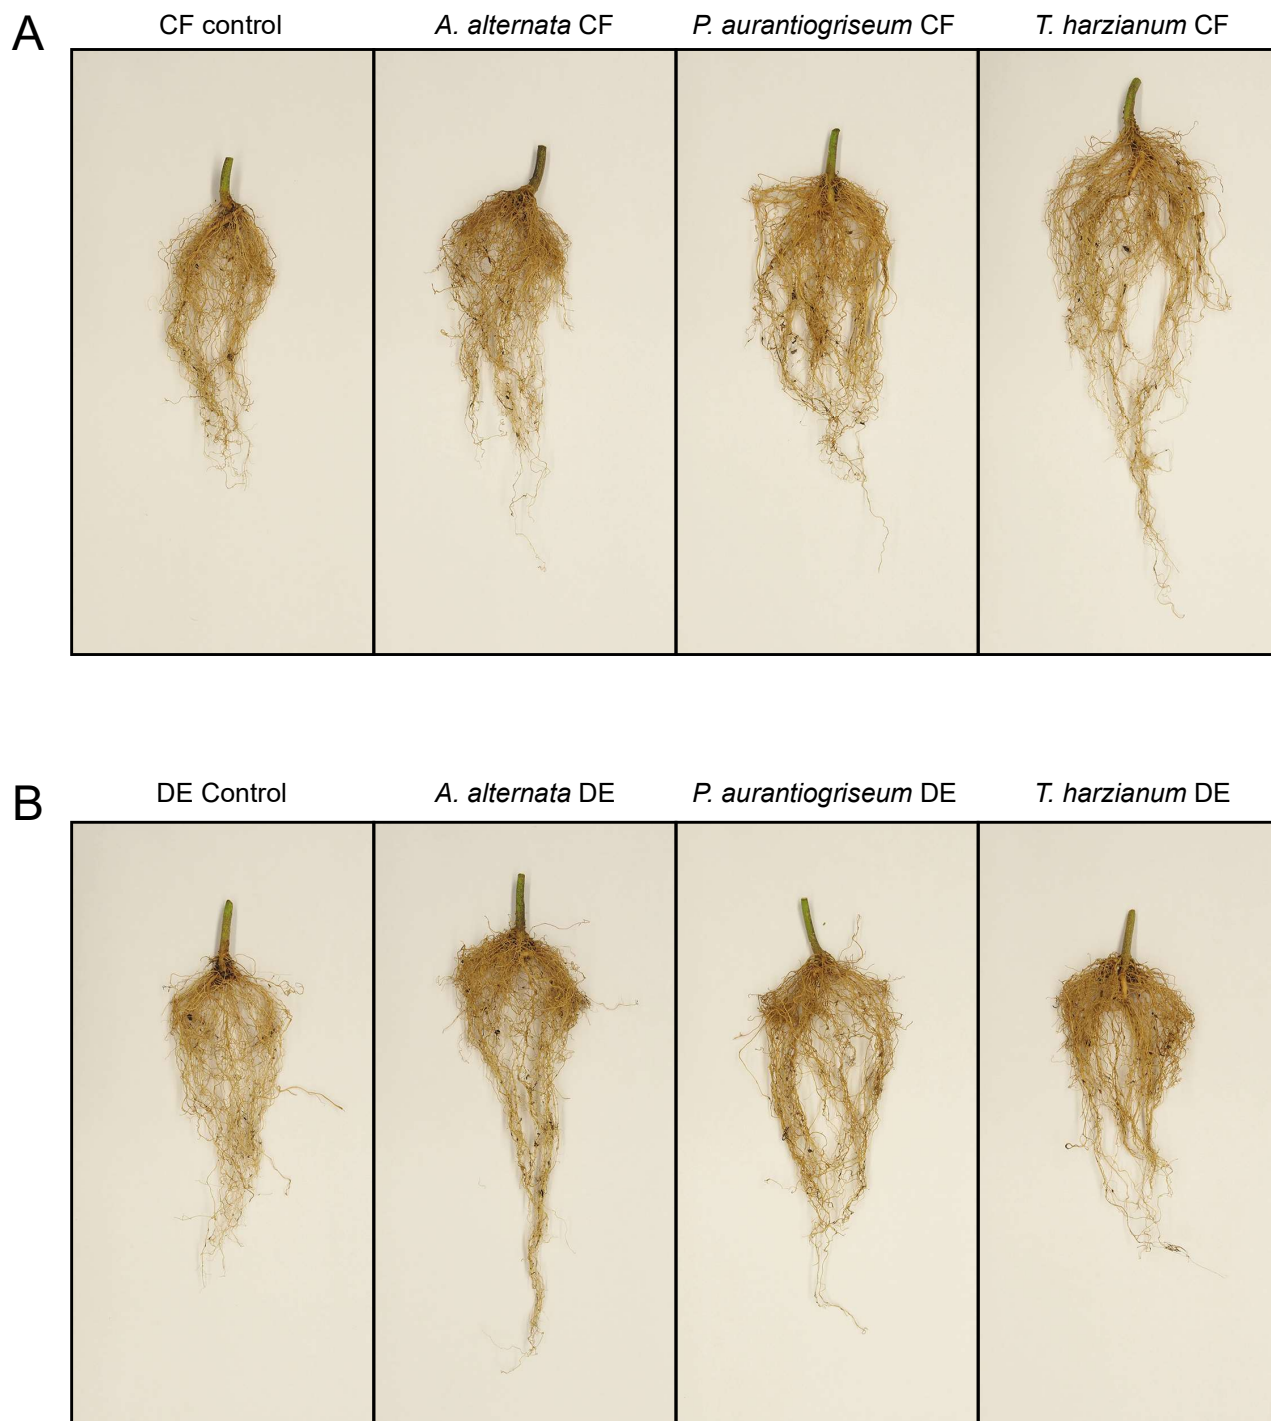 A
CF control
A. alternata CF
P. aurantiogriseum CF
T. harzianum CF
B
DE Control
A. alternata DE
P. aurantiogriseum DE
T. harzianum DE